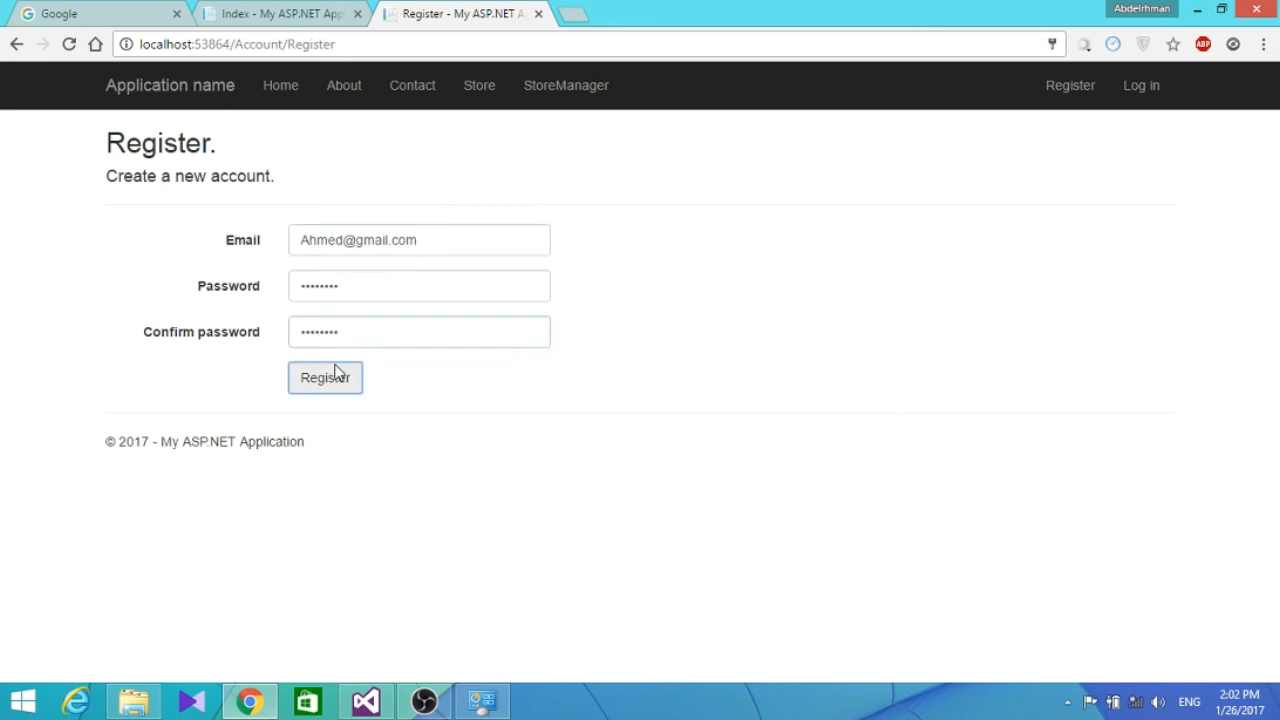 Google
Index - My ASP.NET Appl
Register - My ASP.NET A
Abdelrhman
localhost:53864/Account/Register
ABP
Application name
Home
About
Contact
Store
StoreManager
Register
Log in
Register.
Create a new account.
Email
Ahmed@gmail.com
Password
••••••••
Confirm password
••••••••
Register
© 2017 - My ASP.NET Application
ENG
2:02 PM
1/26/2017